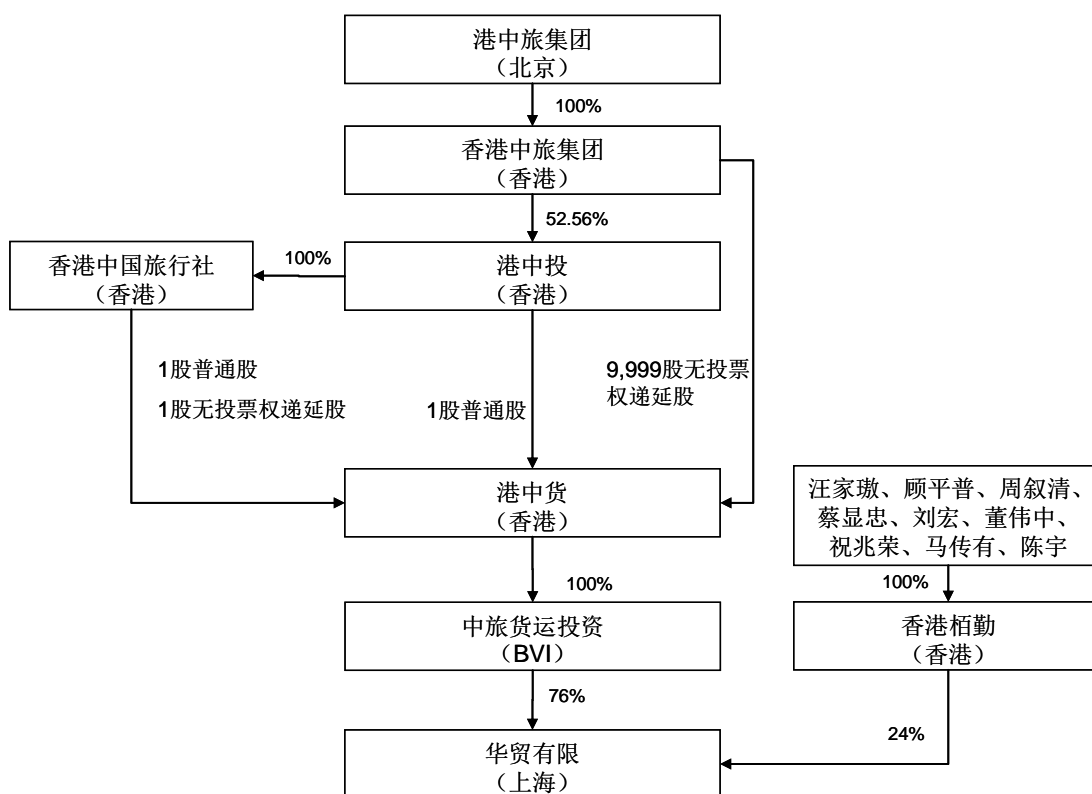 港中旅集团
（北京）
100%
香港中旅集团
（香港）
52.56%
香港中国旅行社
（香港）
100%
港中投
（香港）
1股普通股
1股无投票权递延股
1股普通股
9,999股无投票
权递延股
港中货
（香港）
汪家璈、顾平普、周叙清、
蔡显忠、刘宏、董伟中、
祝兆荣、马传有、陈宇
100%
100%
中旅货运投资
（BVI）
香港栢勤
（香港）
76%
24%
华贸有限
（上海）